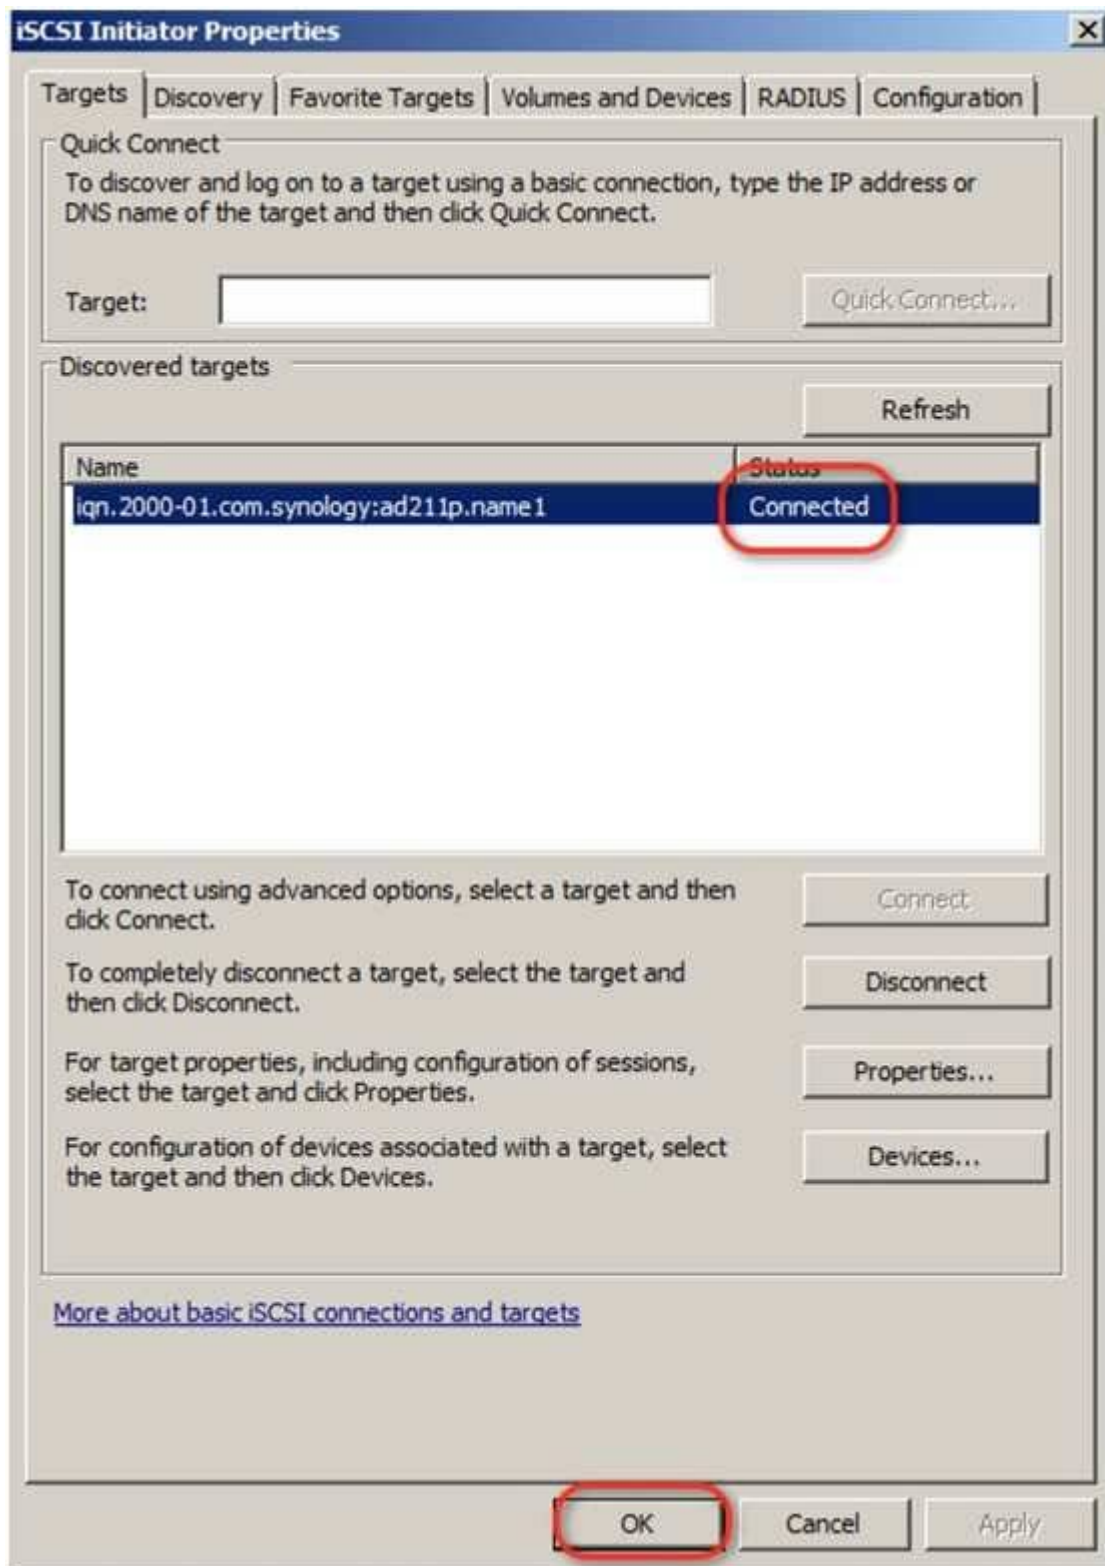 iSCSI Initiator Properties
Targets Discovery Favorite Targets Volumes and Devices RADIUS Configuration
Quick Connect
To discover and log on to a target using a basic connection, type the IP address or
DNS name of the target and then click Quick Connect.
Target: Quick Connect...
Discovered targets
Refresh
Name Status
iqn.2000-01.com.synology:ad211p.name1 Connected
To connect using advanced options, select a target and then
click Connect.
Connect
To completely disconnect a target, select the target and
then click Disconnect.
Disconnect
For target properties, including configuration of sessions,
select the target and click Properties.
Properties...
For configuration of devices associated with a target, select
the target and then click Devices.
Devices...
More about basic iSCSI connections and targets
OK Cancel Apply